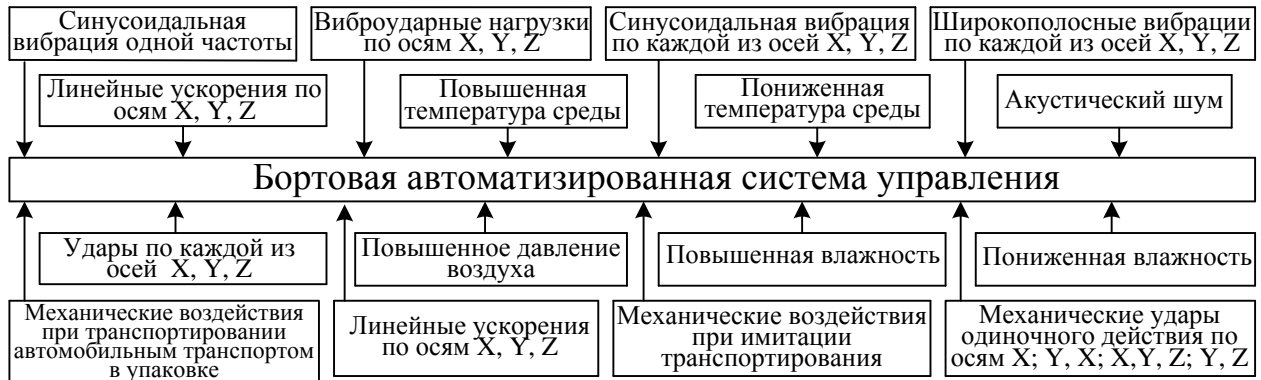 Синусоидальная
вибрация одной частоты
Виброударные нагрузки
по осям X, Y, Z
Синусоидальная вибрация
по каждой из осей X, Y, Z
Широкополосные вибрации
по каждой из осей X, Y, Z
Линейные ускорения по
осям X, Y, Z
Повышенная
температура среды
Пониженная
температура среды
Акустический шум
Бортовая автоматизированная система управления
Удары по каждой из
осей X, Y, Z
Повышенное давление
воздуха
Повышенная влажность
Пониженная влажность
Механические воздействия
при транспортировании
автомобильным транспортом
в упаковке
Линейные ускорения
по осям X, Y, Z
Механические воздействия
при имитации
транспортирования
Механические удары
одиночного действия по
осям X; Y, X; X,Y, Z; Y, Z